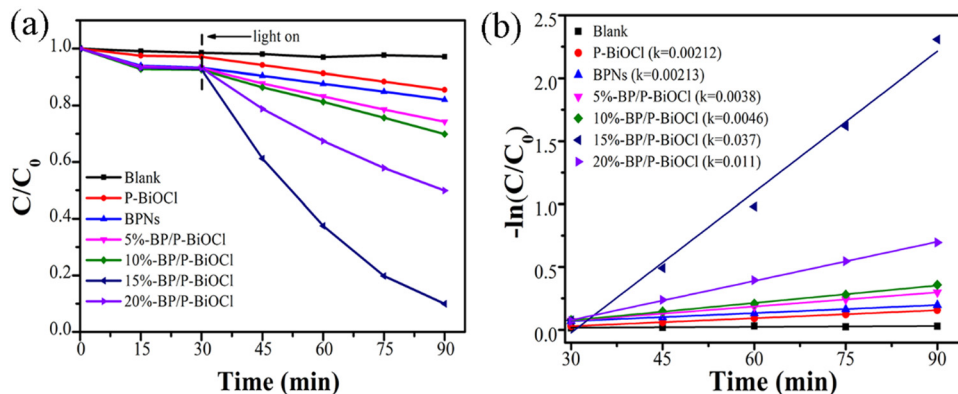 (a)
light on
1.0
0.8
0.6
0.4
0.2
0.0
C/C0
Blank
P-BiOCl
BPNs
5%-BP/P-BiOCl
10%-BP/P-BiOCl
15%-BP/P-BiOCl
20%-BP/P-BiOCl
0 15 30 45 60 75 90
Time (min)
(b)
2.5
2.0
1.5
1.0
0.5
0.0
-ln(C/C0)
Blank
P-BiOCl (k=0.00212)
BPNs (k=0.00213)
5%-BP/P-BiOCl (k=0.0038)
10%-BP/P-BiOCl (k=0.0046)
15%-BP/P-BiOCl (k=0.037)
20%-BP/P-BiOCl (k=0.011)
30 45 60 75 90
Time (min)